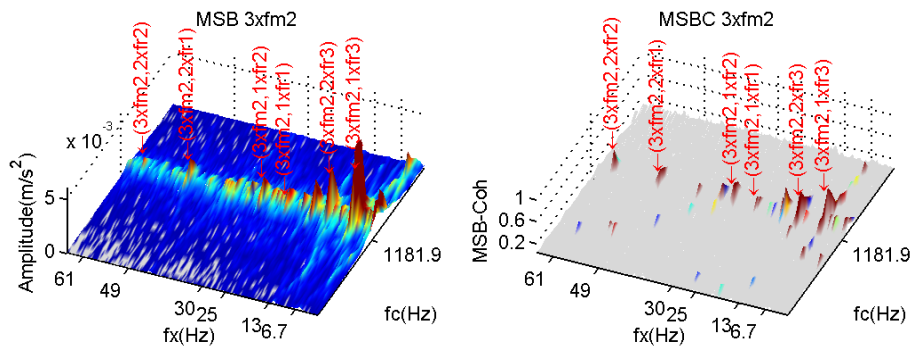 MSB 3xfm2
(3xfm2,2xfr2)
(3xfm2,2xfr1)
(3xfm2,1xfr2)
(3xfm2,1xfr1)
(3xfm2,2xfr3)
(3xfm2,1xfr3)
x 10^-3
5
0
Amplitude(m/s^2)
61
49
30
25
13
6.7
fx(Hz)
1181.9
fc(Hz)
MSBC 3xfm2
(3xfm2,2xfr2)
(3xfm2,2xfr1)
(3xfm2,1xfr2)
(3xfm2,1xfr1)
(3xfm2,2xfr3)
(3xfm2,1xfr3)
1
0.6
0.2
MSB-Coh
61
49
30
25
13
6.7
fx(Hz)
1181.9
fc(Hz)